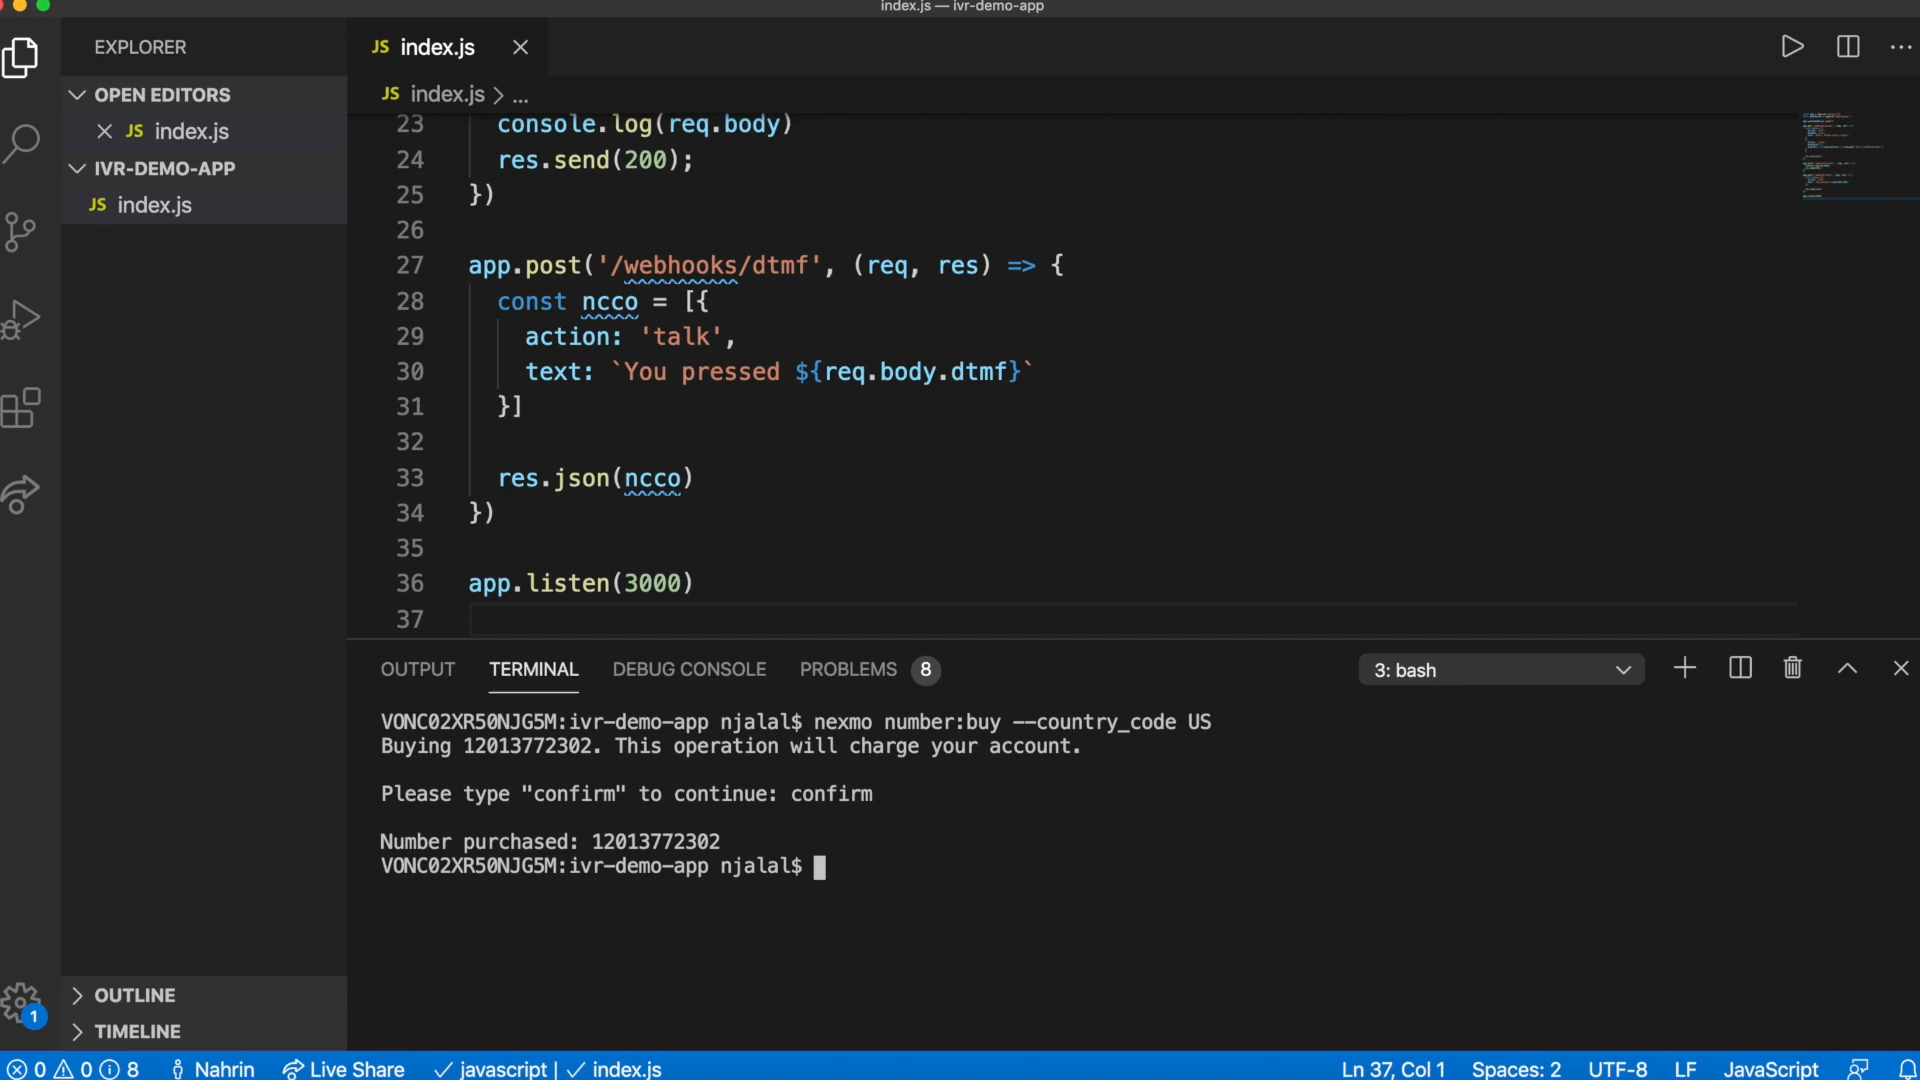 index.js — ivr-demo-app
EXPLORER
OPEN EDITORS
JS index.js
IVR-DEMO-APP
JS index.js
OUTLINE
TIMELINE
1
JS index.js
JS index.js > ...
23 console.log(req.body)
24 res.send(200);
25 })
26
27 app.post('/webhooks/dtmf', (req, res) => {
28 const ncco = [{
29 action: 'talk',
30 text: `You pressed ${req.body.dtmf}`
31 }]
32
33 res.json(ncco)
34 })
35
36 app.listen(3000)
37
OUTPUT TERMINAL DEBUG CONSOLE PROBLEMS 8
3: bash
VONC02XR50NJG5M:ivr-demo-app njalal$ nexmo number:buy --country_code US
Buying 12013772302. This operation will charge your account.
Please type "confirm" to continue: confirm
Number purchased: 12013772302
VONC02XR50NJG5M:ivr-demo-app njalal$
0 0 8 Nahrin Live Share ✓ javascript | ✓ index.js Ln 37, Col 1 Spaces: 2 UTF-8 LF JavaScript